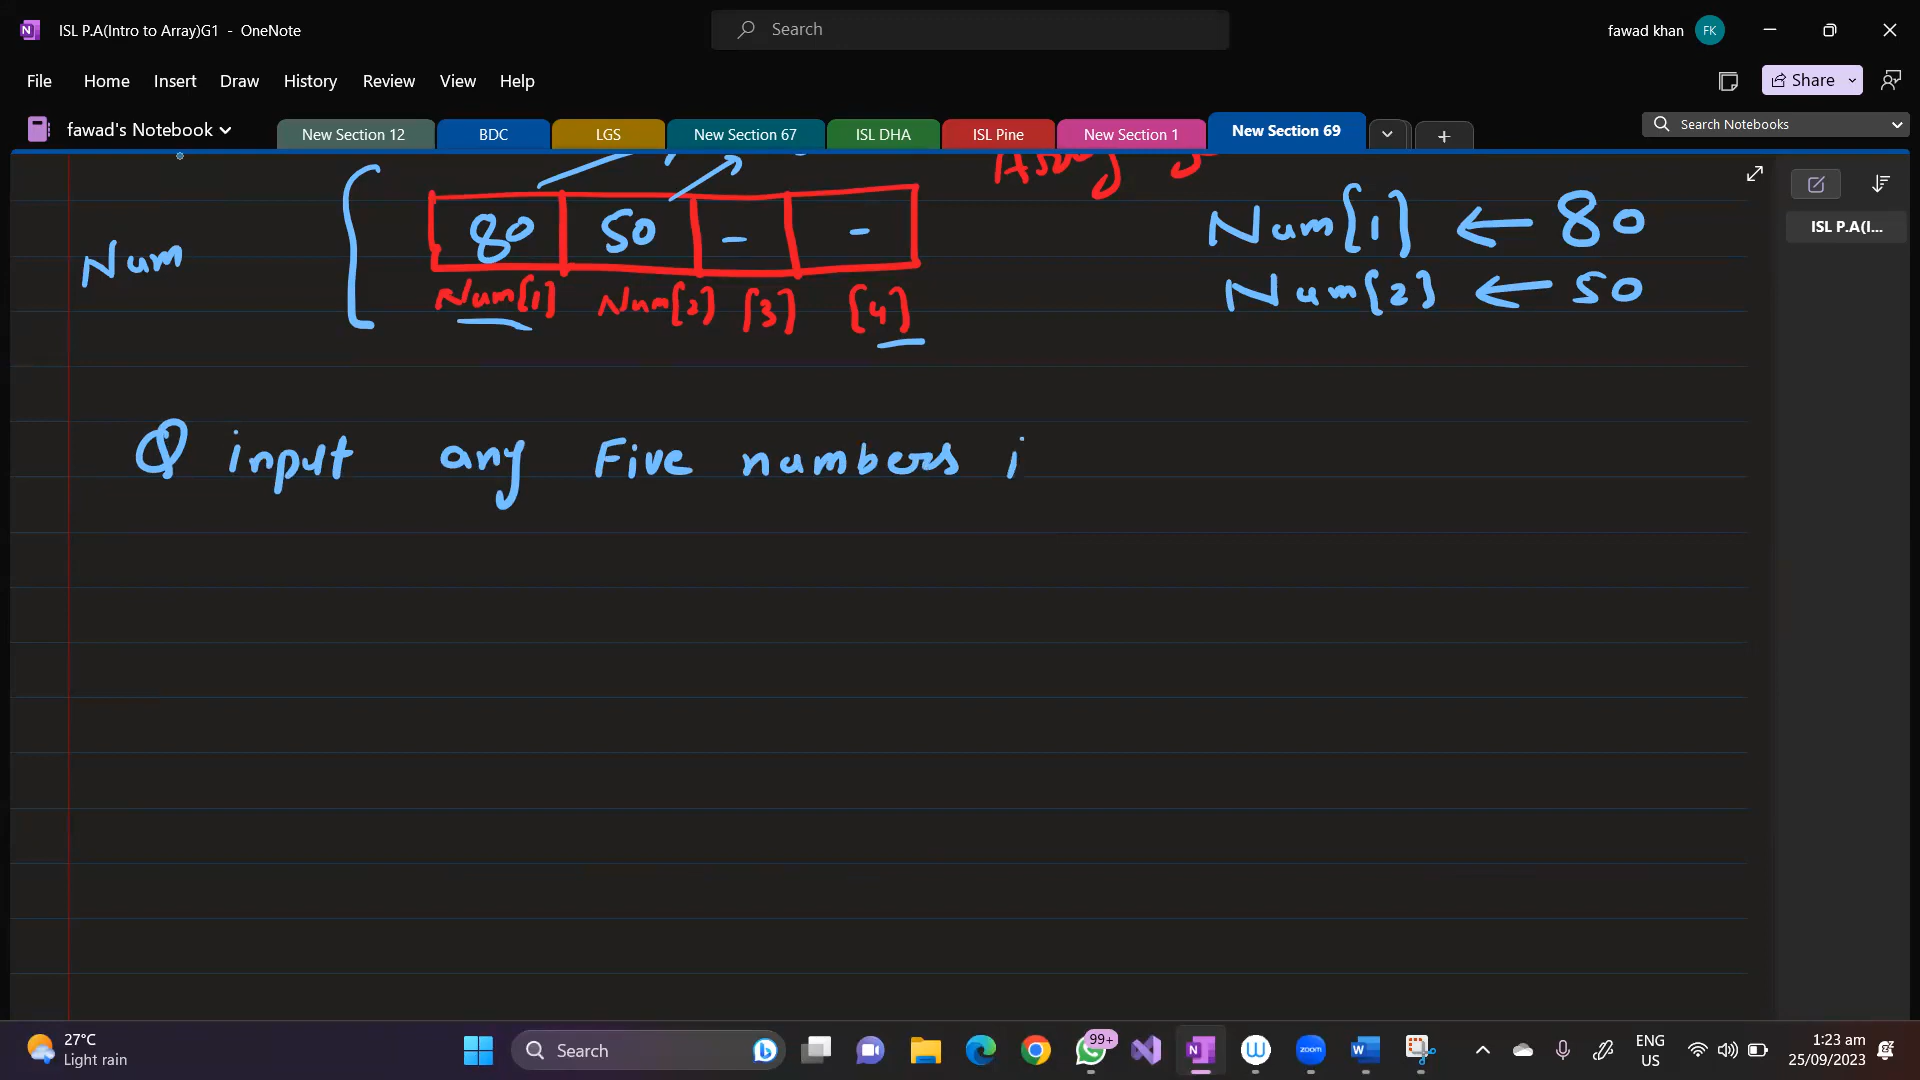 ISL P.A(Intro to Array)G1 - OneNote
Search
fawad khan FK
File Home Insert Draw History Review View Help
Share
fawad's Notebook
New Section 12 BDC LGS New Section 67 ISL DHA ISL Pine New Section 1 New Section 69
Search Notebooks
ISL P.A(I...
Num
80 50 - -
Num[1] Num[2] [3] [4]
Num[1] ← 80
Num[2] ← 50
Q input any Five numbers i
27°C
Light rain
Search
99+
zoom
ENG
US
1:23 am
25/09/2023